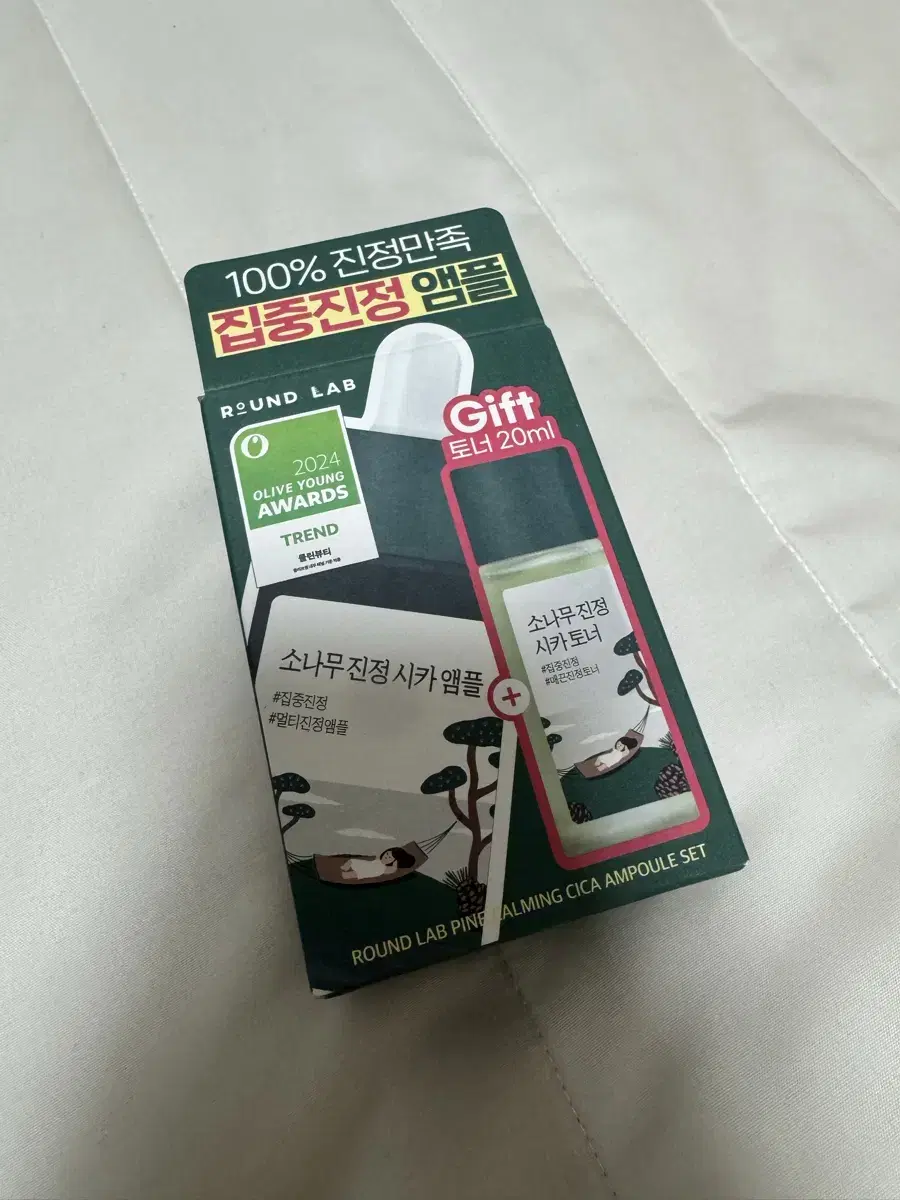 100% 진정만족
집중진정 앰플
ROUND LAB
2024
OLIVE YOUNG
AWARDS
TREND
클린뷰티
Gift
토너 20ml
소나무 진정 시카 앰플
#집중진정
#멀티진정앰플
+
소나무 진정
시카 토너
#집중진정
#매끈진정토너
ROUND LAB PINE CALMING CICA AMPOULE SET